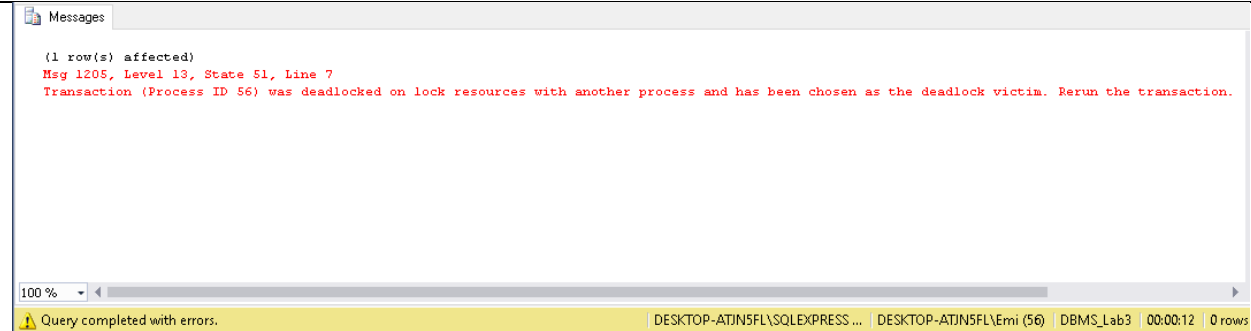 Messages
(1 row(s) affected)
Msg 1205, Level 13, State 51, Line 7
Transaction (Process ID 56) was deadlocked on lock resources with another process and has been chosen as the deadlock victim. Rerun the transaction.
100 %
Query completed with errors. DESKTOP-ATJN5FL\SQLEXPRESS ... DESKTOP-ATJN5FL\Emi (56) DBMS_Lab3 00:00:12 0 rows